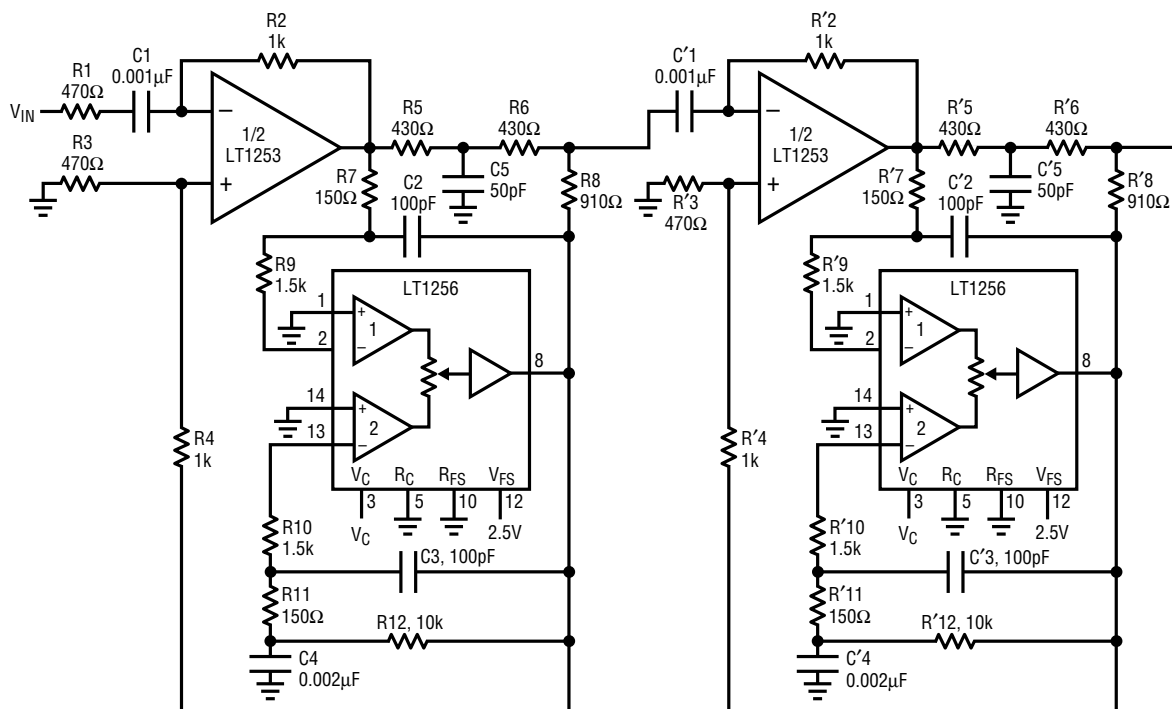 R2
1k
C1
0.001µF
R1
470Ω
VIN
R3
470Ω
1/2
LT1253
R5
430Ω
R6
430Ω
R7
150Ω
C2
100pF
C5
50pF
R8
910Ω
R9
1.5k
LT1256
1
2
14
13
8
1
2
+
−
+
−
+
−
R4
1k
VC
RC
RFS
VFS
3
5
10
12
VC
2.5V
R10
1.5k
C3, 100pF
R11
150Ω
R12, 10k
C4
0.002µF
R′2
1k
C′1
0.001µF
R′3
470Ω
1/2
LT1253
R′5
430Ω
R′6
430Ω
R′7
150Ω
C′2
100pF
C′5
50pF
R′8
910Ω
R′9
1.5k
LT1256
1
2
14
13
8
1
2
+
−
+
−
+
−
R′4
1k
VC
RC
RFS
VFS
3
5
10
12
VC
2.5V
R′10
1.5k
C′3, 100pF
R′11
150Ω
R′12, 10k
C′4
0.002µF